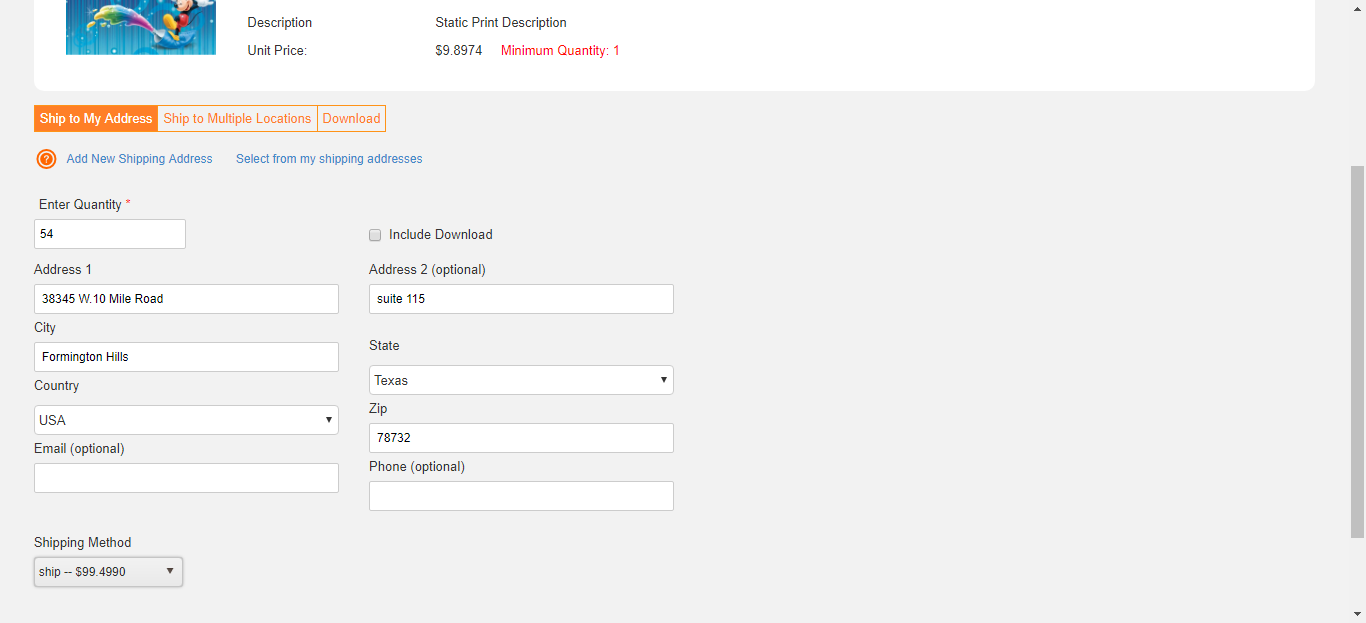 Description Static Print Description
Unit Price: $9.8974 Minimum Quantity: 1
Ship to My Address Ship to Multiple Locations Download
? Add New Shipping Address Select from my shipping addresses
Enter Quantity *
54
Include Download
Address 1
Address 2 (optional)
38345 W.10 Mile Road
suite 115
City
Formington Hills
State
Texas
Country
USA
Zip
78732
Email (optional)
Phone (optional)
Shipping Method
ship -- $99.4990